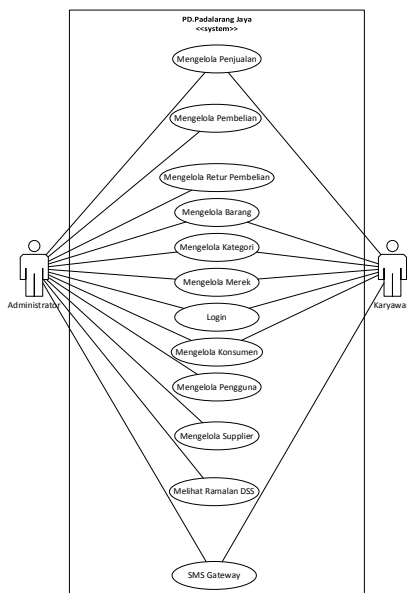 PD.Padalarang Jaya
<<system>>
Mengelola Penjualan
Mengelola Pembelian
Mengelola Retur Pembelian
Mengelola Barang
Mengelola Kategori
Mengelola Merek
Administrator
Karyawan
Login
Mengelola Konsumen
Mengelola Pengguna
Mengelola Supplier
Melihat Ramalan DSS
SMS Gateway